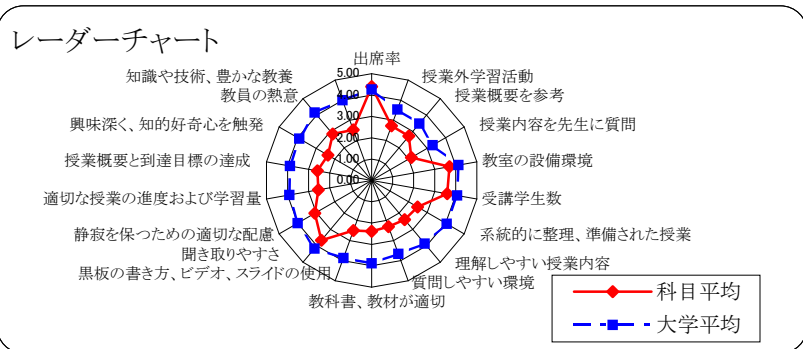 レーダーチャート
出席率
授業外学習活動
授業概要を参考
授業内容を先生に質問
教室の設備環境
受講学生数
系統的に整理、準備された授業
理解しやすい授業内容
質問しやすい環境
教科書、教材が適切
黒板の書き方、ビデオ、スライドの使用
聞き取りやすさ
静寂を保つための適切な配慮
適切な授業の進度および学習量
授業概要と到達目標の達成
興味深く、知的好奇心を触発
教員の熱意
知識や技術、豊かな教養
5.00
4.00
3.00
2.00
1.00
0.00
科目平均
大学平均